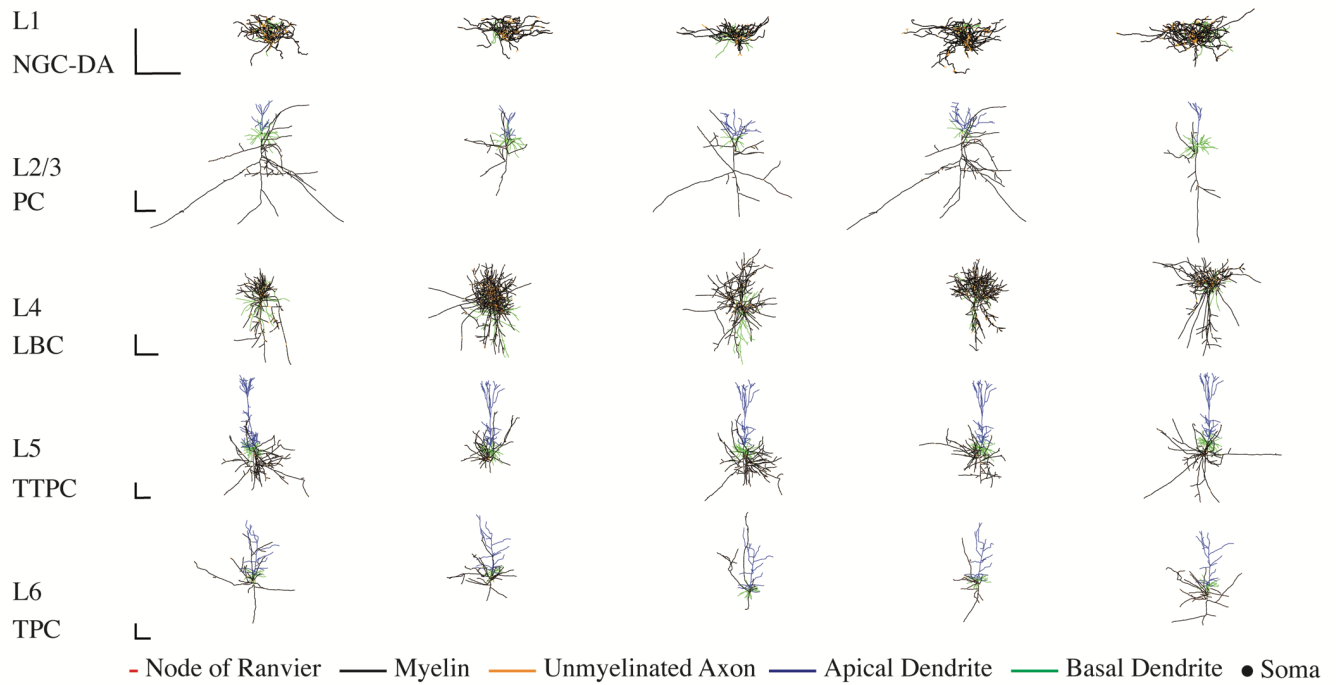 L1
NGC-DA
L2/3
PC
L4
LBC
L5
TTPC
L6
TPC
Node of Ranvier Myelin Unmyelinated Axon Apical Dendrite Basal Dendrite Soma